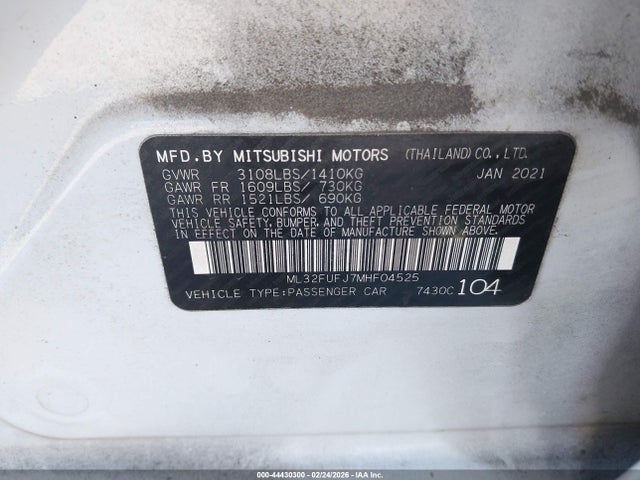 MFD.BY MITSUBISHI MOTORS (THAILAND)CO.,LTD.
GVWR 3108LBS/1410KG JAN 2021
GAWR FR 1609LBS/ 730KG
GAWR RR 1521LBS/ 690KG
THIS VEHICLE CONFORMS TO ALL APPLICABLE FEDERAL MOTOR
VEHICLE SAFETY, BUMPER, AND THEFT PREVENTION STANDARDS
IN EFFECT ON THE DATE OF MANUFACTURE SHOWN ABOVE.
ML32FUFJ7MHF04525
VEHICLE TYPE:PASSENGER CAR 7430C 104
000-44430300 - 02/24/2026 - IAA Inc.